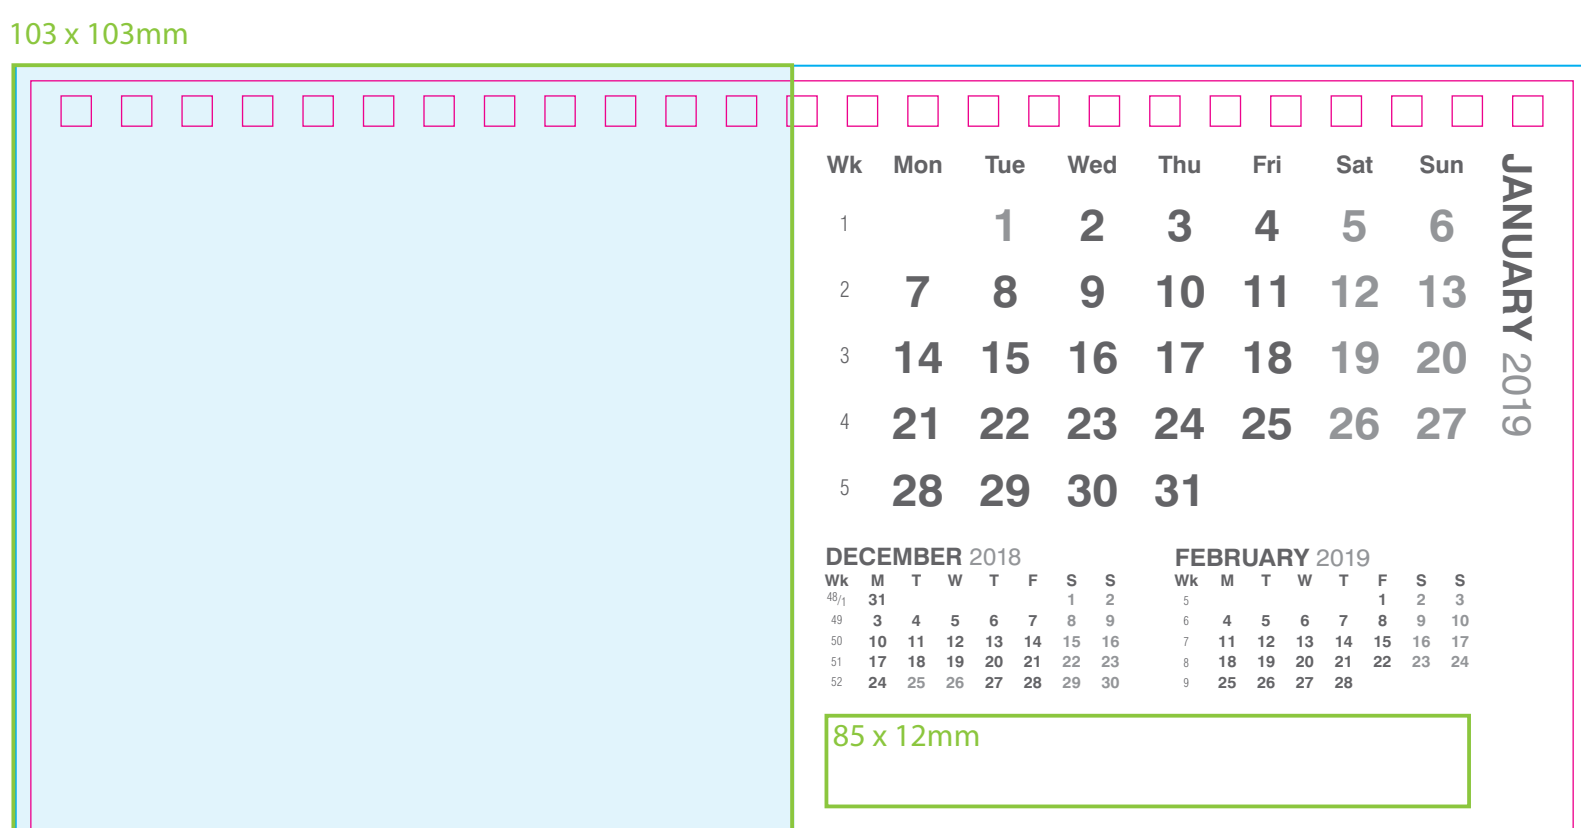 103 x 103mm
Wk Mon Tue Wed Thu Fri Sat Sun
1 1 2 3 4 5 6
2 7 8 9 10 11 12 13
3 14 15 16 17 18 19 20
4 21 22 23 24 25 26 27
5 28 29 30 31
JANUARY 2019
DECEMBER 2018
Wk M T W T F S S
48/1 31 1 2
49 3 4 5 6 7 8 9
50 10 11 12 13 14 15 16
51 17 18 19 20 21 22 23
52 24 25 26 27 28 29 30
FEBRUARY 2019
Wk M T W T F S S
5 1 2 3
6 4 5 6 7 8 9 10
7 11 12 13 14 15 16 17
8 18 19 20 21 22 23 24
9 25 26 27 28
85 x 12mm